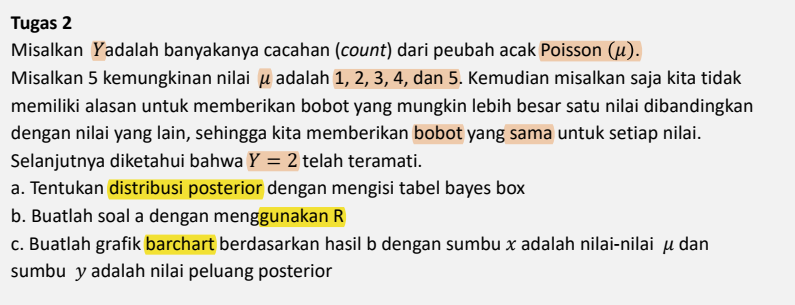 Tugas 2
Misalkan Y adalah banyakanya cacahan (count) dari peubah acak Poisson (μ).
Misalkan 5 kemungkinan nilai μ adalah 1, 2, 3, 4, dan 5. Kemudian misalkan saja kita tidak
memiliki alasan untuk memberikan bobot yang mungkin lebih besar satu nilai dibandingkan
dengan nilai yang lain, sehingga kita memberikan bobot yang sama untuk setiap nilai.
Selanjutnya diketahui bahwa Y = 2 telah teramati.
a. Tentukan distribusi posterior dengan mengisi tabel bayes box
b. Buatlah soal a dengan menggunakan R
c. Buatlah grafik barchart berdasarkan hasil b dengan sumbu x adalah nilai-nilai μ dan
sumbu y adalah nilai peluang posterior